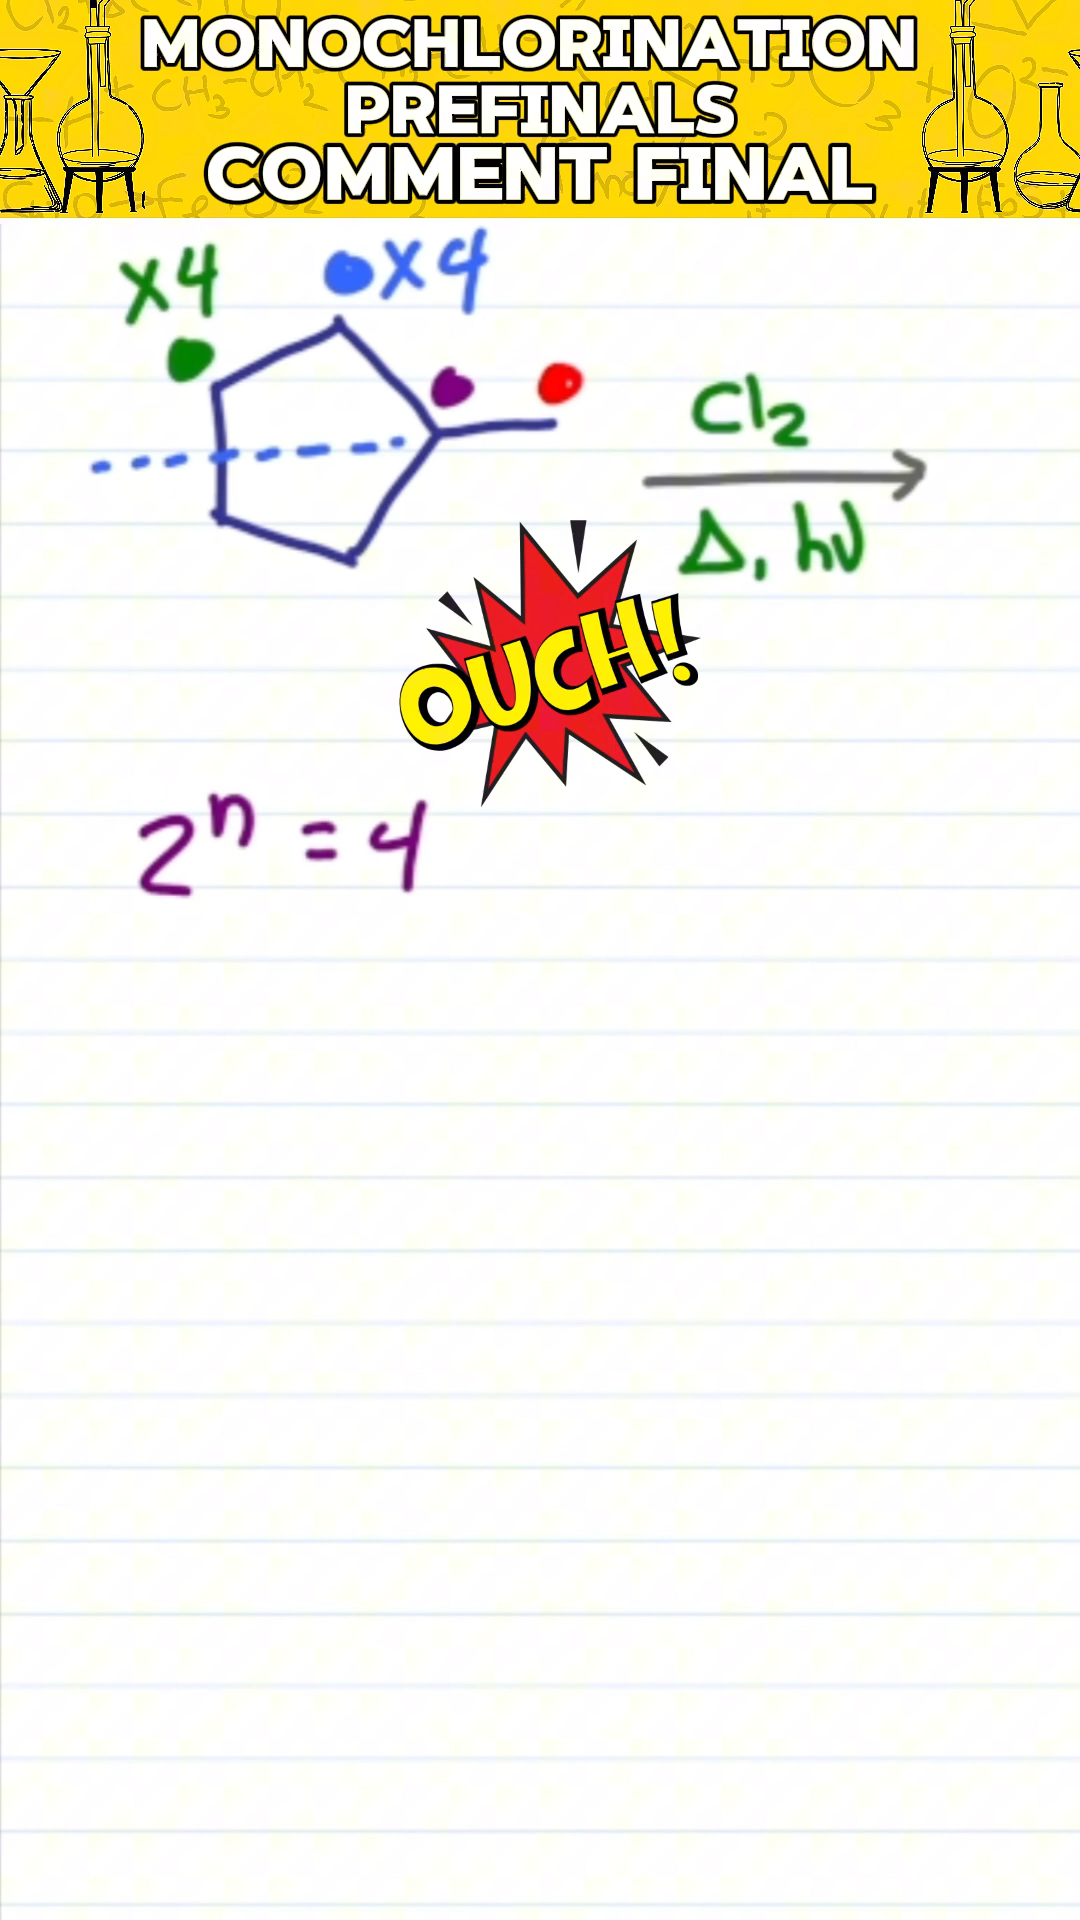 MONOCHLORINATION
PREFINALS
COMMENT FINAL
x4
x4
Cl₂
Δ, hν
OUCH!
2ⁿ = 4